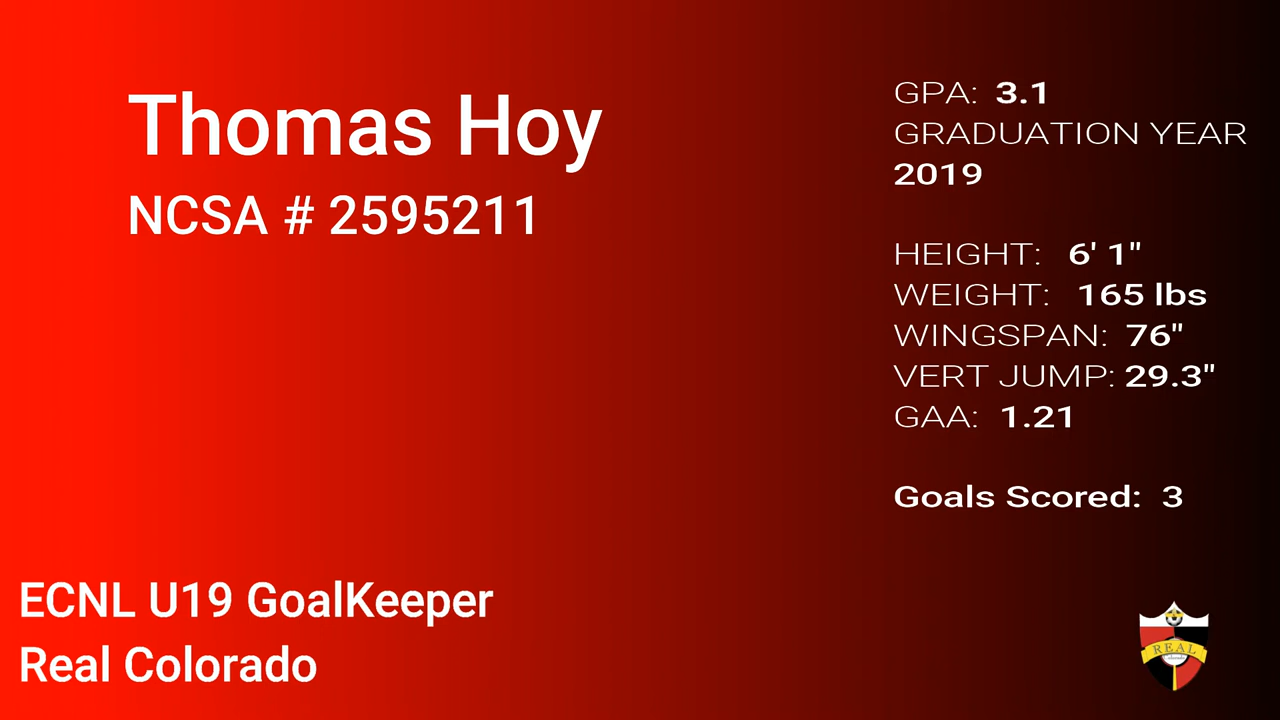 Thomas Hoy
NCSA # 2595211
GPA: 3.1
GRADUATION YEAR
2019
HEIGHT: 6' 1"
WEIGHT: 165 lbs
WINGSPAN: 76"
VERT JUMP: 29.3"
GAA: 1.21
Goals Scored: 3
ECNL U19 GoalKeeper
Real Colorado
REAL